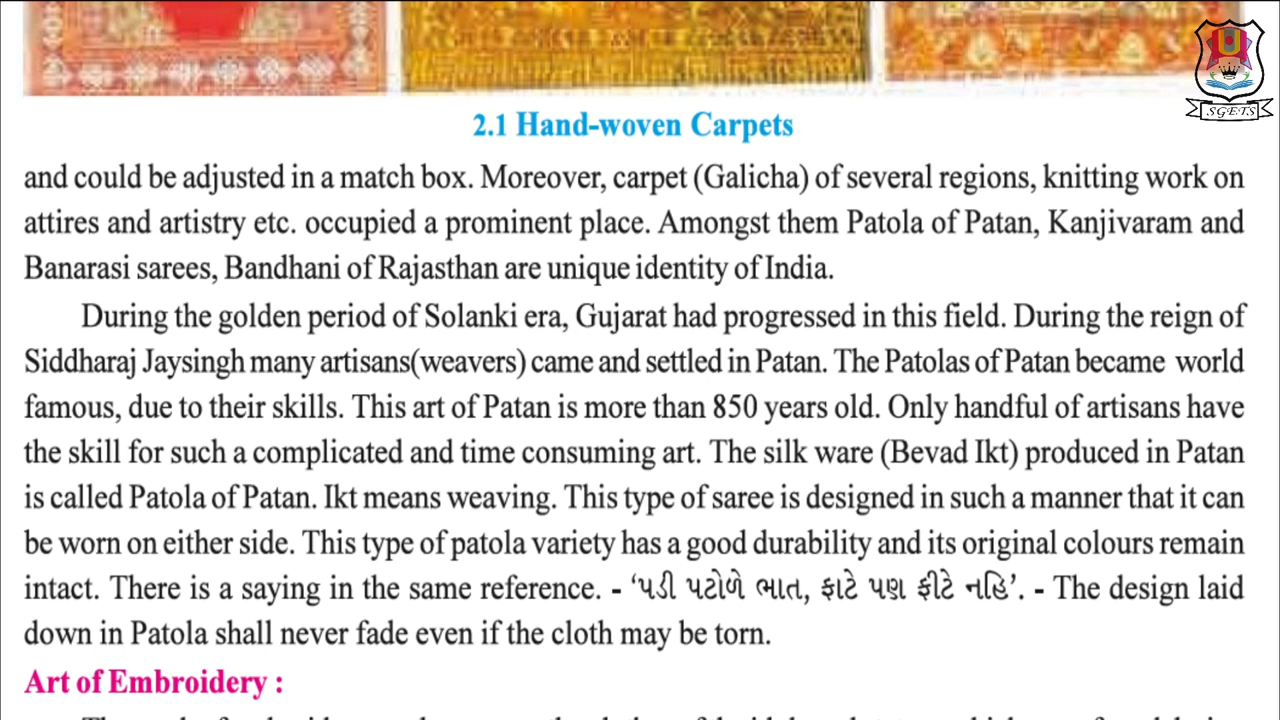 SGETS
2.1 Hand-woven Carpets
and could be adjusted in a match box. Moreover, carpet (Galicha) of several regions, knitting work on
attires and artistry etc. occupied a prominent place. Amongst them Patola of Patan, Kanjivaram and
Banarasi sarees, Bandhani of Rajasthan are unique identity of India.
During the golden period of Solanki era, Gujarat had progressed in this field. During the reign of
Siddharaj Jaysingh many artisans(weavers) came and settled in Patan. The Patolas of Patan became world
famous, due to their skills. This art of Patan is more than 850 years old. Only handful of artisans have
the skill for such a complicated and time consuming art. The silk ware (Bevad Ikt) produced in Patan
is called Patola of Patan. Ikt means weaving. This type of saree is designed in such a manner that it can
be worn on either side. This type of patola variety has a good durability and its original colours remain
intact. There is a saying in the same reference. - ‘પડી પટોળે ભાત, ફાટે પણ ફીટે નહિ’. - The design laid
down in Patola shall never fade even if the cloth may be torn.
Art of Embroidery :